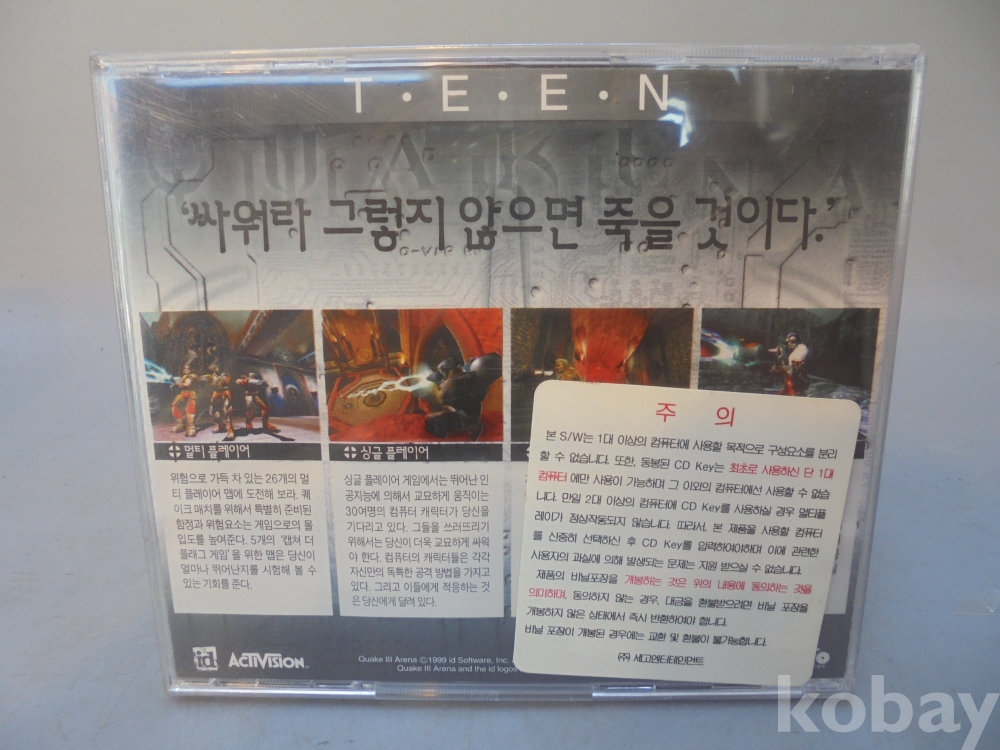 T·E·E·N
‘싸워라 그렇지 않으면 죽을 것이다.’
멀티 플레이어
위험으로 가득 차 있는 26개의 멀
티 플레이어 맵에 도전해 보라. 퀘
이크 매치를 위해서 특별히 준비된
함정과 위험요소는 게임으로의 몰
입도를 높여준다. 5개의 '캡쳐 더
플래그 게임'을 위한 맵은 당신이
얼마나 뛰어난지를 시험해 볼 수
있는 기회를 준다.
싱글 플레이어
싱글 플레이어 게임에서는 뛰어난 인
공지능에 의해서 교묘하게 움직이는
30여명의 컴퓨터 캐릭터가 당신을
기다리고 있다. 그들을 쓰러뜨리기
위해서는 당신이 더욱 교묘하게 싸워
야 한다. 컴퓨터의 캐릭터들은 각각
자신만의 독특한 공격 방법을 가지고
있다. 그리고 이들에게 적응하는 것
은 당신에게 달려 있다.
주 의
본 S/W는 1대 이상의 컴퓨터에 사용할 목적으로 구성요소를 분리
할 수 없습니다. 또한, 동봉된 CD Key는 최초로 사용하신 단 1대
컴퓨터 에만 사용이 가능하며 그 이외의 컴퓨터에선 사용할 수 없습
니다. 만일 2대 이상의 컴퓨터에 CD Key를 사용하실 경우 멀티플
레이가 정상작동되지 않습니다. 따라서, 본 제품을 사용할 컴퓨터
를 신중히 선택하신 후 CD Key를 입력하여야하며 이에 관련한
사용자의 과실에 의해 발생되는 문제는 지원 받으실 수 없습니다.
제품의 비닐포장을 개봉하는 것은 위의 내용에 동의하는 것을
의미하며, 동의하지 않는 경우, 대금을 환불받으려면 비닐 포장을
개봉하지 않은 상태에서 즉시 반환하여야 합니다.
비닐 포장이 개봉된 경우에는 교환 및 환불이 불가능합니다.
㈜ 세고엔터테인먼트
id
ACTIVISION.
Quake III Arena ©1999 id Software, Inc.
Quake III Arena and the id logos
kobay